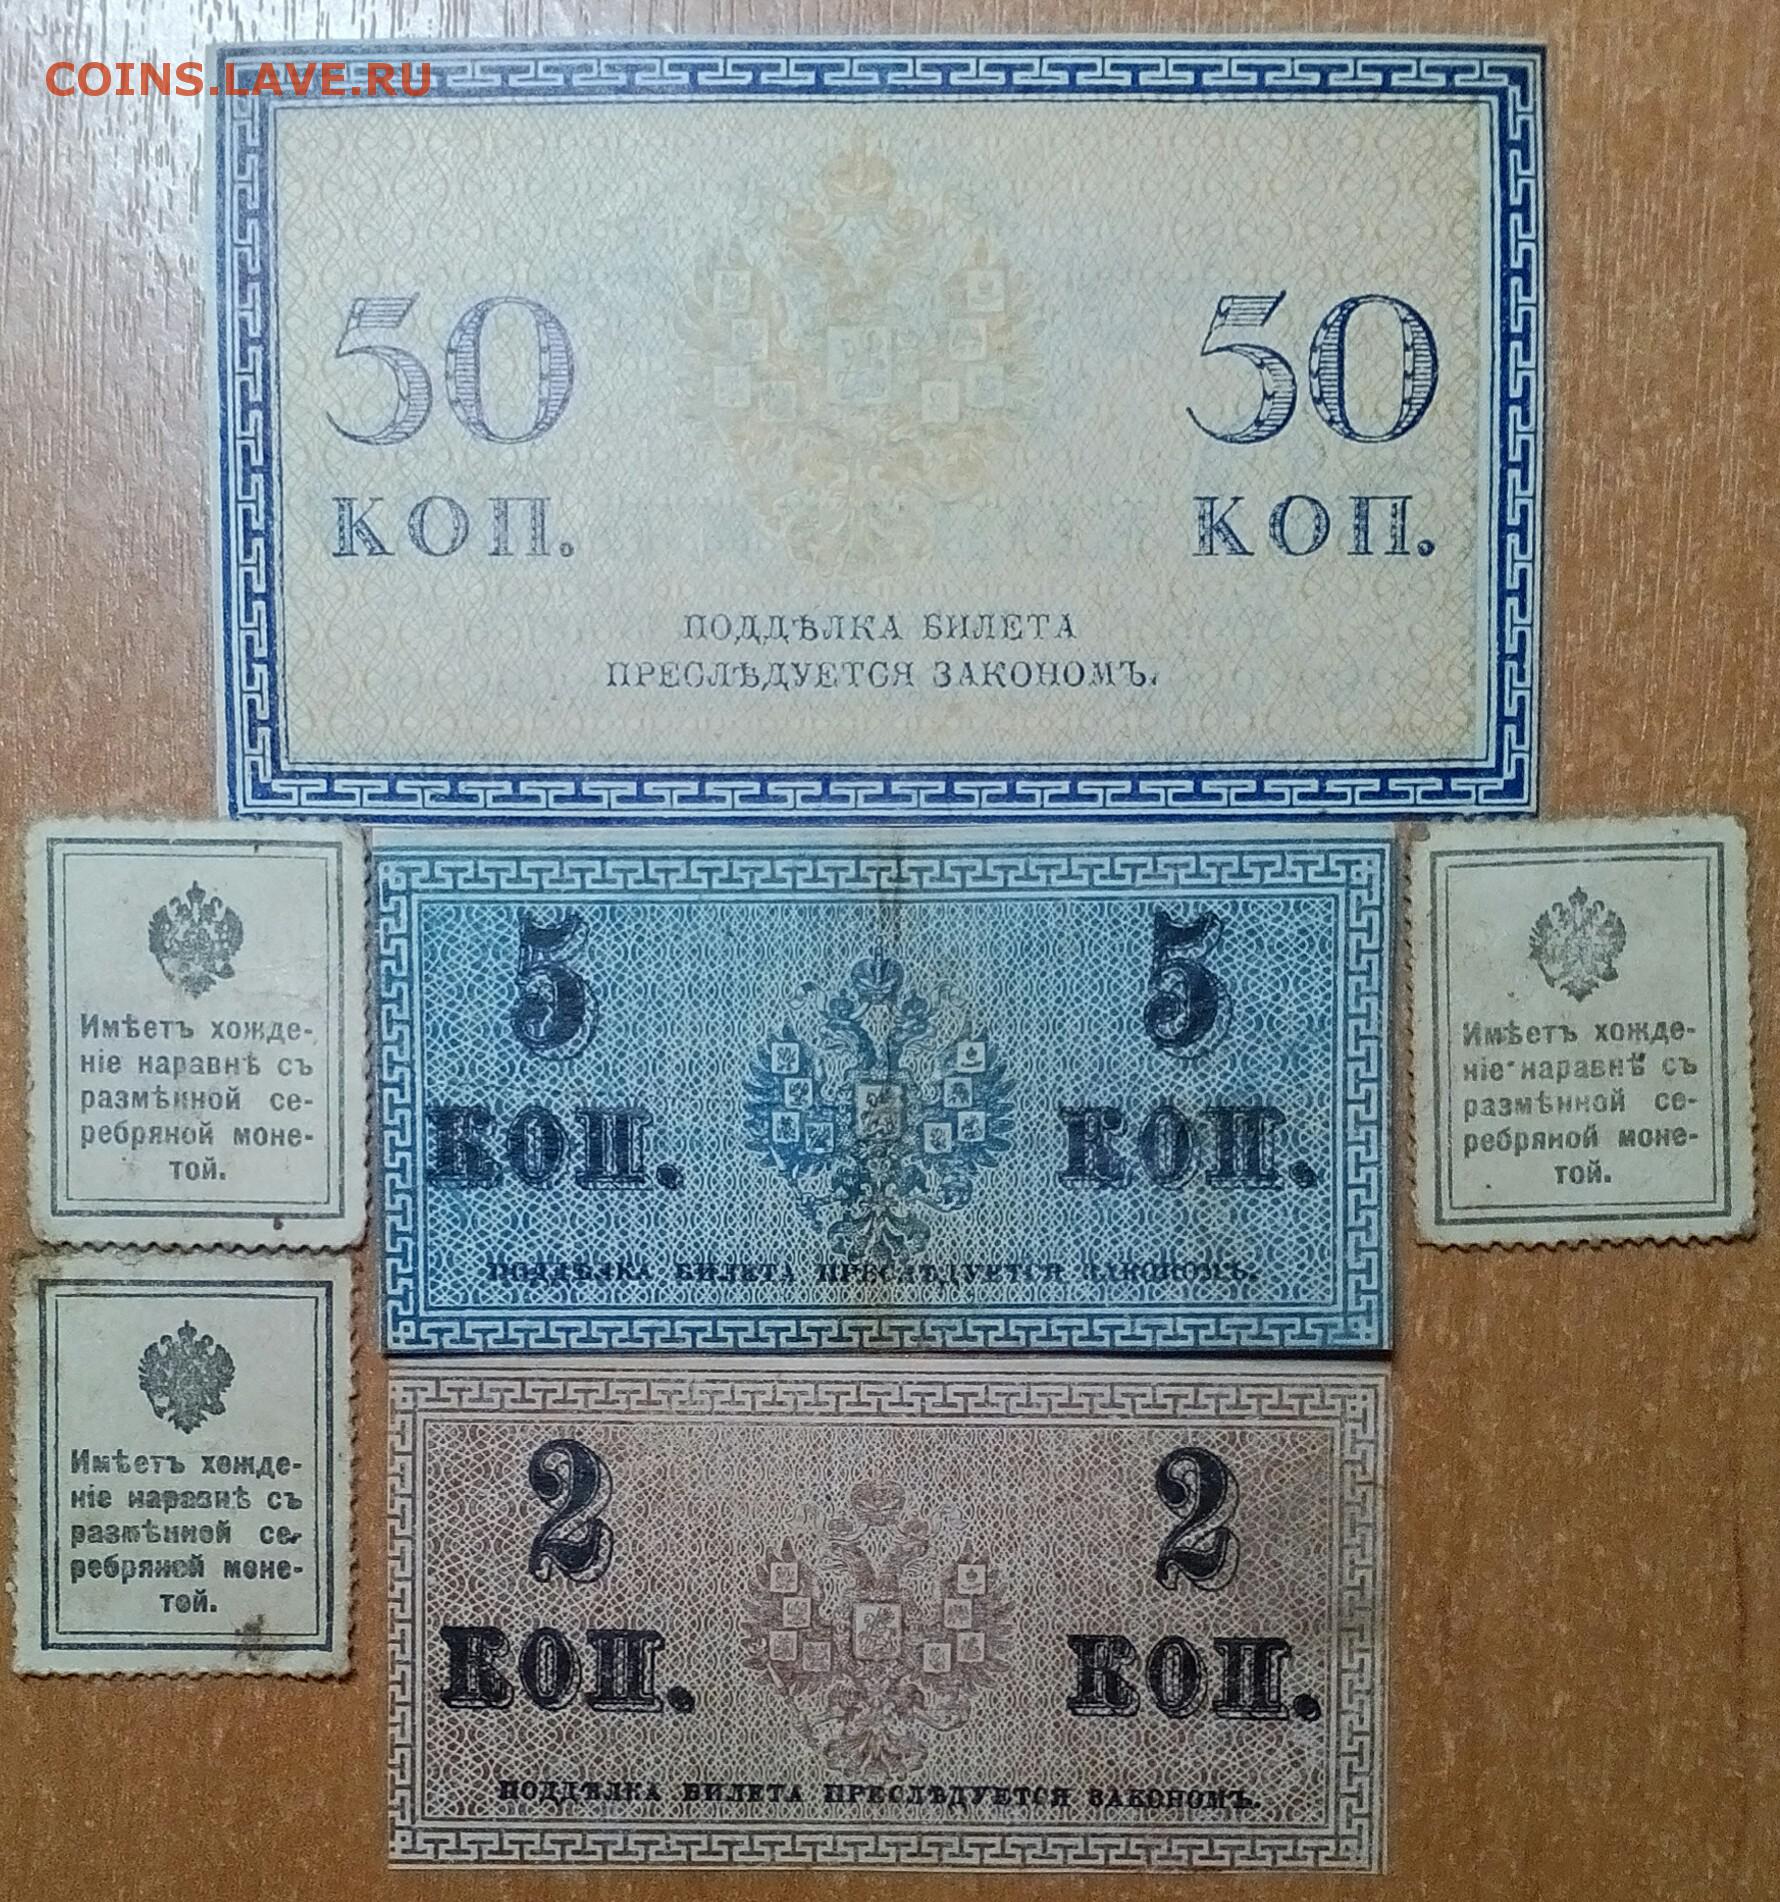 COINS.LAVE.RU
50 50
КОП. КОП.
ПОДДѢЛКА БИЛЕТА
ПРЕСЛѢДУЕТСЯ ЗАКОНОМЪ.
Имѣетъ хожде-
ніе наравнѣ съ
размѣнной се-
ребряной моне-
той.
5 5
КОП. КОП.
ПОДДѢЛКА БИЛЕТА ПРЕСЛѢДУЕТСЯ ЗАКОНОМЪ.
Имѣетъ хожде-
ніе наравнѣ съ
размѣнной се-
ребряной моне-
той.
Имѣетъ хожде-
ніе наравнѣ съ
размѣнной се-
ребряной моне-
той.
2 2
КОП. КОП.
ПОДДѢЛКА БИЛЕТА ПРЕСЛѢДУЕТСЯ ЗАКОНОМЪ.